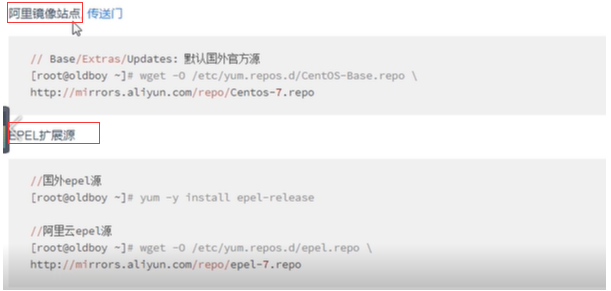 阿里镜像站点 传送门
// Base/Extras/Updates: 默认国外官方源
[root@oldboy ~]# wget -O /etc/yum.repos.d/CentOS-Base.repo \
http://mirrors.aliyun.com/repo/Centos-7.repo
EPEL扩展源
//国外epel源
[root@oldboy ~]# yum -y install epel-release
//阿里云epel源
[root@oldboy ~]# wget -O /etc/yum.repos.d/epel.repo \
http://mirrors.aliyun.com/repo/epel-7.repo